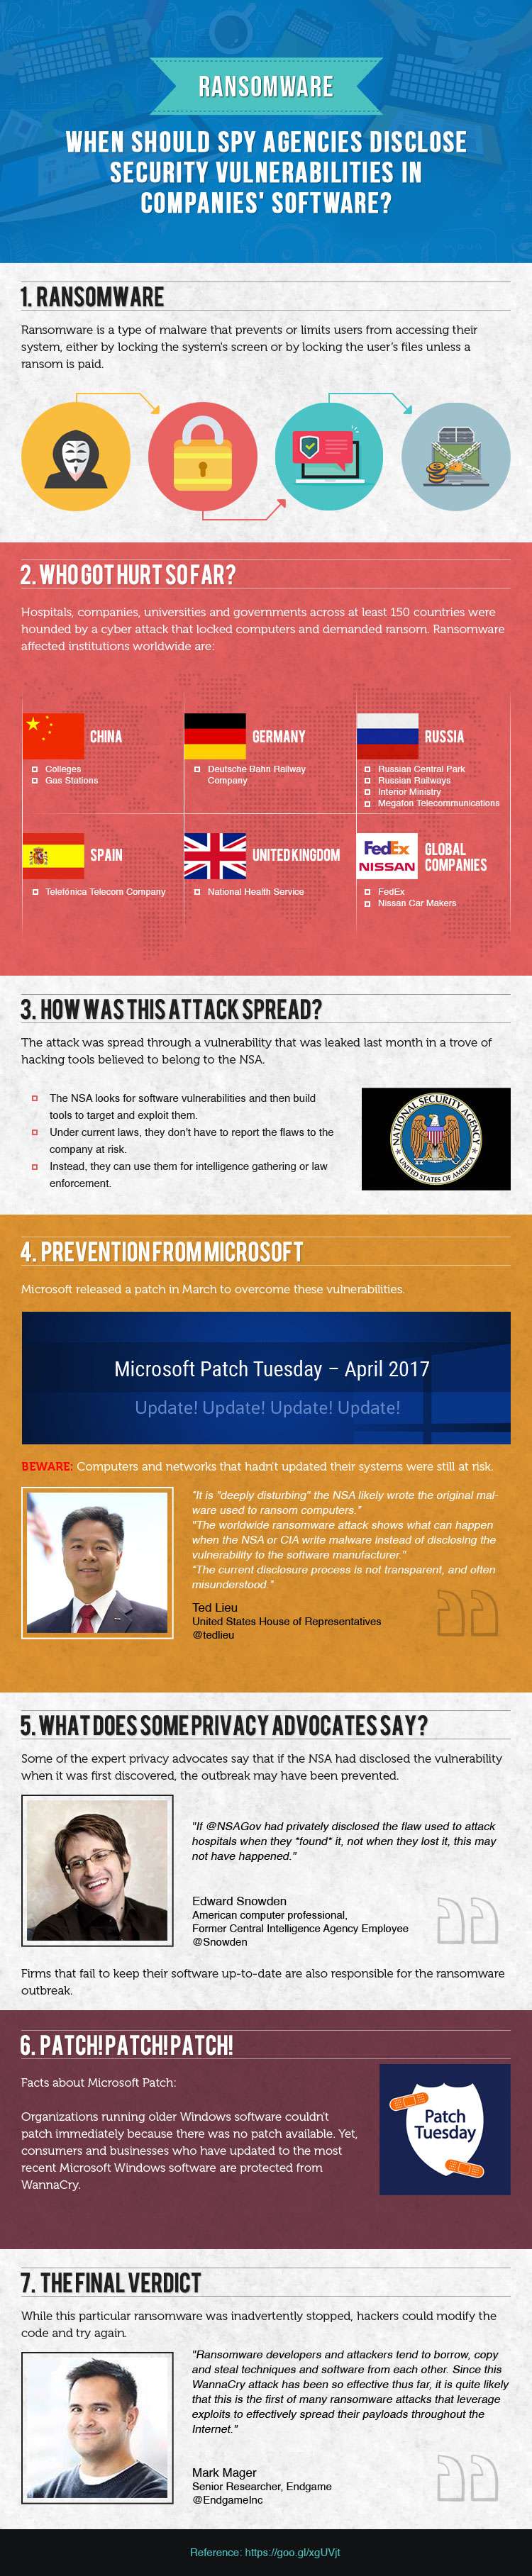 RANSOMWARE
WHEN SHOULD SPY AGENCIES DISCLOSE
SECURITY VULNERABILITIES IN
COMPANIES' SOFTWARE?
1. RANSOMWARE
Ransomware is a type of malware that prevents or limits users from accessing their
system, either by locking the system's screen or by locking the user's files unless a
ransom is paid.
2. WHO GOT HURT SO FAR?
Hospitals, companies, universities and governments across at least 150 countries were
hounded by a cyber attack that locked computers and demanded ransom. Ransomware
affected institutions worldwide are:
CHINA
Colleges
Gas Stations
GERMANY
Deutsche Bahn Railway
Company
RUSSIA
Russian Central Park
Russian Railways
Interior Ministry
Megafon Telecommunications
SPAIN
Telefónica Telecom Company
UNITED KINGDOM
National Health Service
FedEx
NISSAN
GLOBAL
COMPANIES
FedEx
Nissan Car Makers
3. HOW WAS THIS ATTACK SPREAD?
The attack was spread through a vulnerability that was leaked last month in a trove of
hacking tools believed to belong to the NSA.
The NSA looks for software vulnerabilities and then build
tools to target and exploit them.
Under current laws, they don't have to report the flaws to the
company at risk.
Instead, they can use them for intelligence gathering or law
enforcement.
NATIONAL SECURITY AGENCY
UNITED STATES OF AMERICA
4. PREVENTION FROM MICROSOFT
Microsoft released a patch in March to overcome these vulnerabilities.
Microsoft Patch Tuesday – April 2017
Update! Update! Update! Update!
BEWARE: Computers and networks that hadn't updated their systems were still at risk.
"It is "deeply disturbing" the NSA likely wrote the original mal-
ware used to ransom computers."
"The worldwide ransomware attack shows what can happen
when the NSA or CIA write malware instead of disclosing the
vulnerability to the software manufacturer."
"The current disclosure process is not transparent, and often
misunderstood."
Ted Lieu
United States House of Representatives
@tedlieu
5. WHAT DOES SOME PRIVACY ADVOCATES SAY?
Some of the expert privacy advocates say that if the NSA had disclosed the vulnerability
when it was first discovered, the outbreak may have been prevented.
"If @NSAGov had privately disclosed the flaw used to attack
hospitals when they *found* it, not when they lost it, this may
not have happened."
Edward Snowden
American computer professional,
Former Central Intelligence Agency Employee
@Snowden
Firms that fail to keep their software up-to-date are also responsible for the ransomware
outbreak.
6. PATCH! PATCH! PATCH!
Facts about Microsoft Patch:
Organizations running older Windows software couldn't
patch immediately because there was no patch available. Yet,
consumers and businesses who have updated to the most
recent Microsoft Windows software are protected from
WannaCry.
Patch
Tuesday
7. THE FINAL VERDICT
While this particular ransomware was inadvertently stopped, hackers could modify the
code and try again.
"Ransomware developers and attackers tend to borrow, copy
and steal techniques and software from each other. Since this
WannaCry attack has been so effective thus far, it is quite likely
that this is the first of many ransomware attacks that leverage
exploits to effectively spread their payloads throughout the
Internet."
Mark Mager
Senior Researcher, Endgame
@EndgameInc
Reference: https://goo.gl/xgUVjt